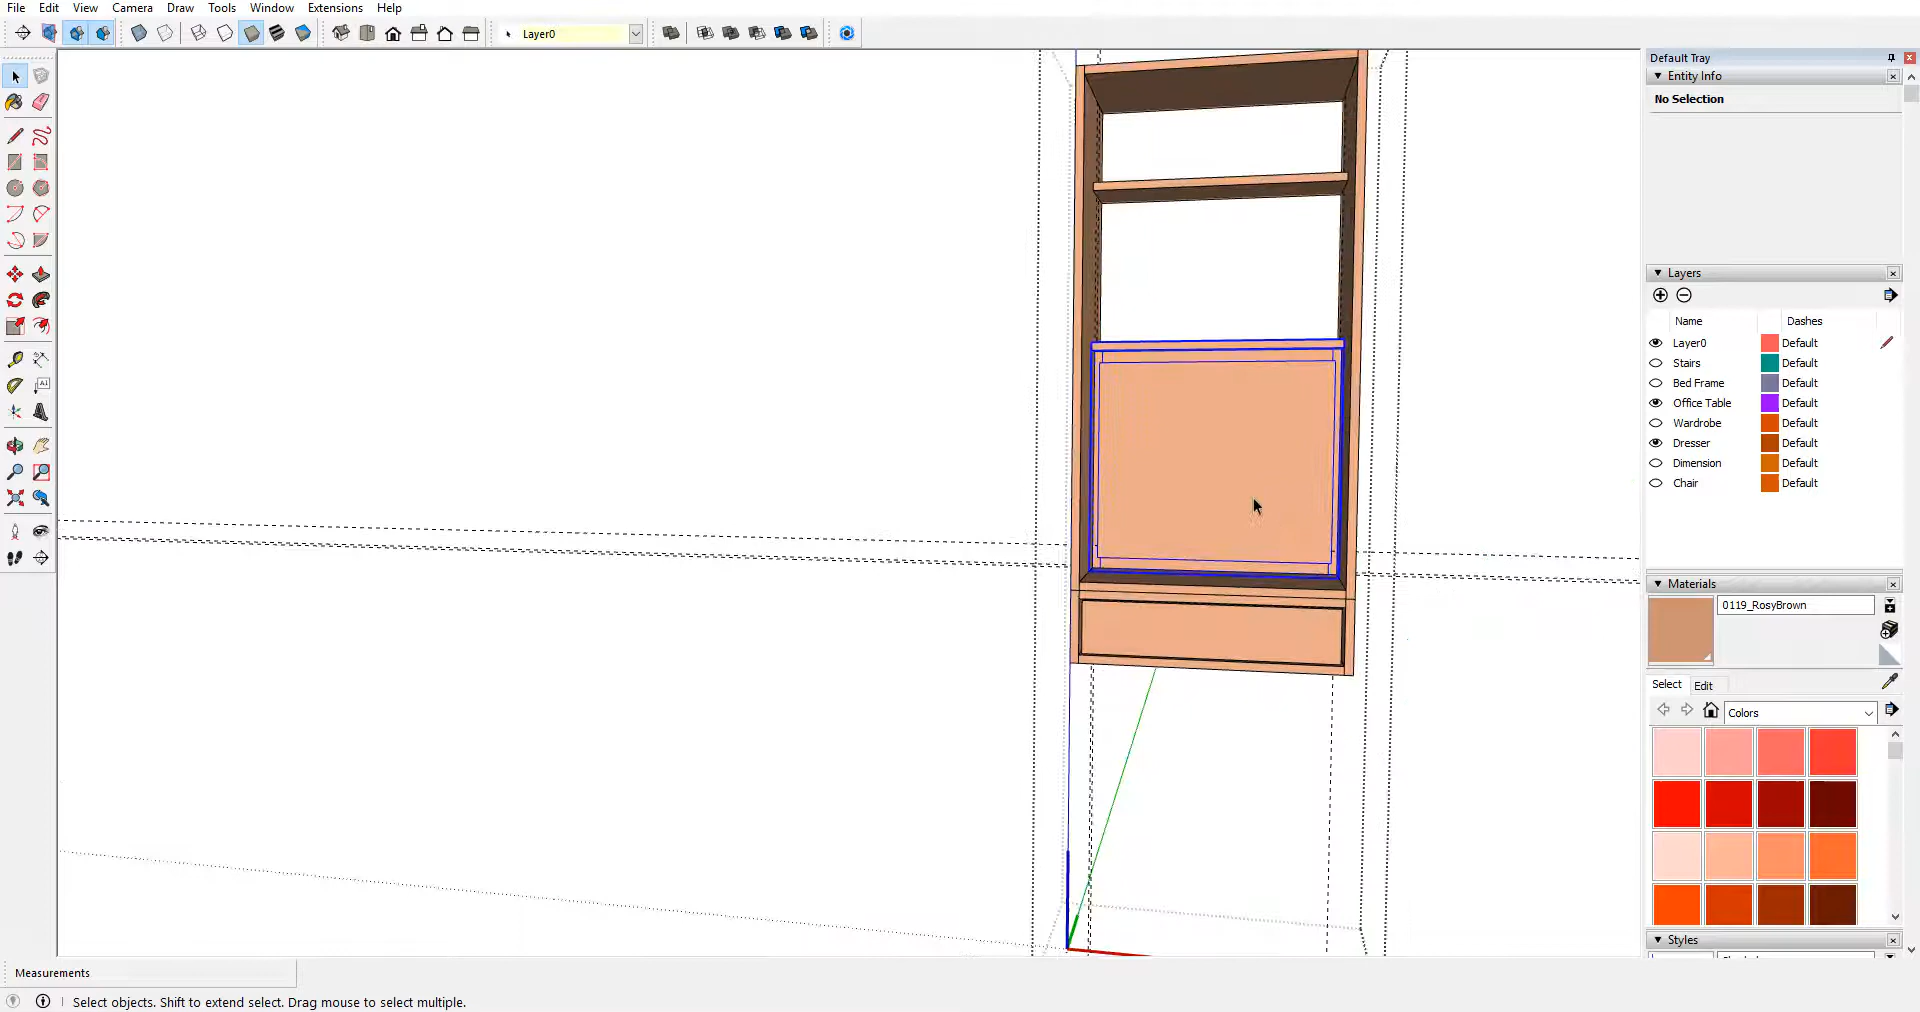 File Edit View Camera Draw Tools Window Extensions Help
Layer0
Default Tray
Entity Info
No Selection
Layers
Name Dashes
Layer0 Default
Stairs Default
Bed Frame Default
Office Table Default
Wardrobe Default
Dresser Default
Dimension Default
Chair Default
Materials
0119_RosyBrown
Select Edit
Colors
Styles
Measurements
Select objects. Shift to extend select. Drag mouse to select multiple.